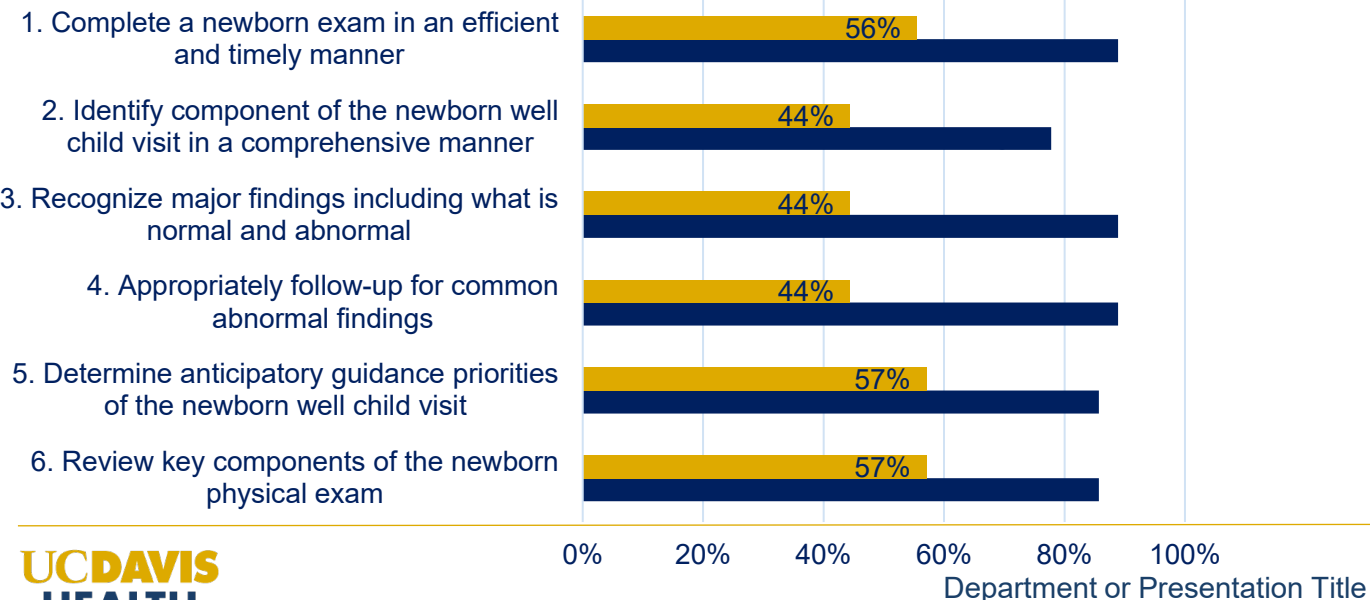 1. Complete a newborn exam in an efficient
and timely manner
56%
2. Identify component of the newborn well
child visit in a comprehensive manner
44%
3. Recognize major findings including what is
normal and abnormal
44%
4. Appropriately follow-up for common
abnormal findings
44%
5. Determine anticipatory guidance priorities
of the newborn well child visit
57%
6. Review key components of the newborn
physical exam
57%
0% 20% 40% 60% 80% 100%
UCDAVIS
HEALTH
Department or Presentation Title